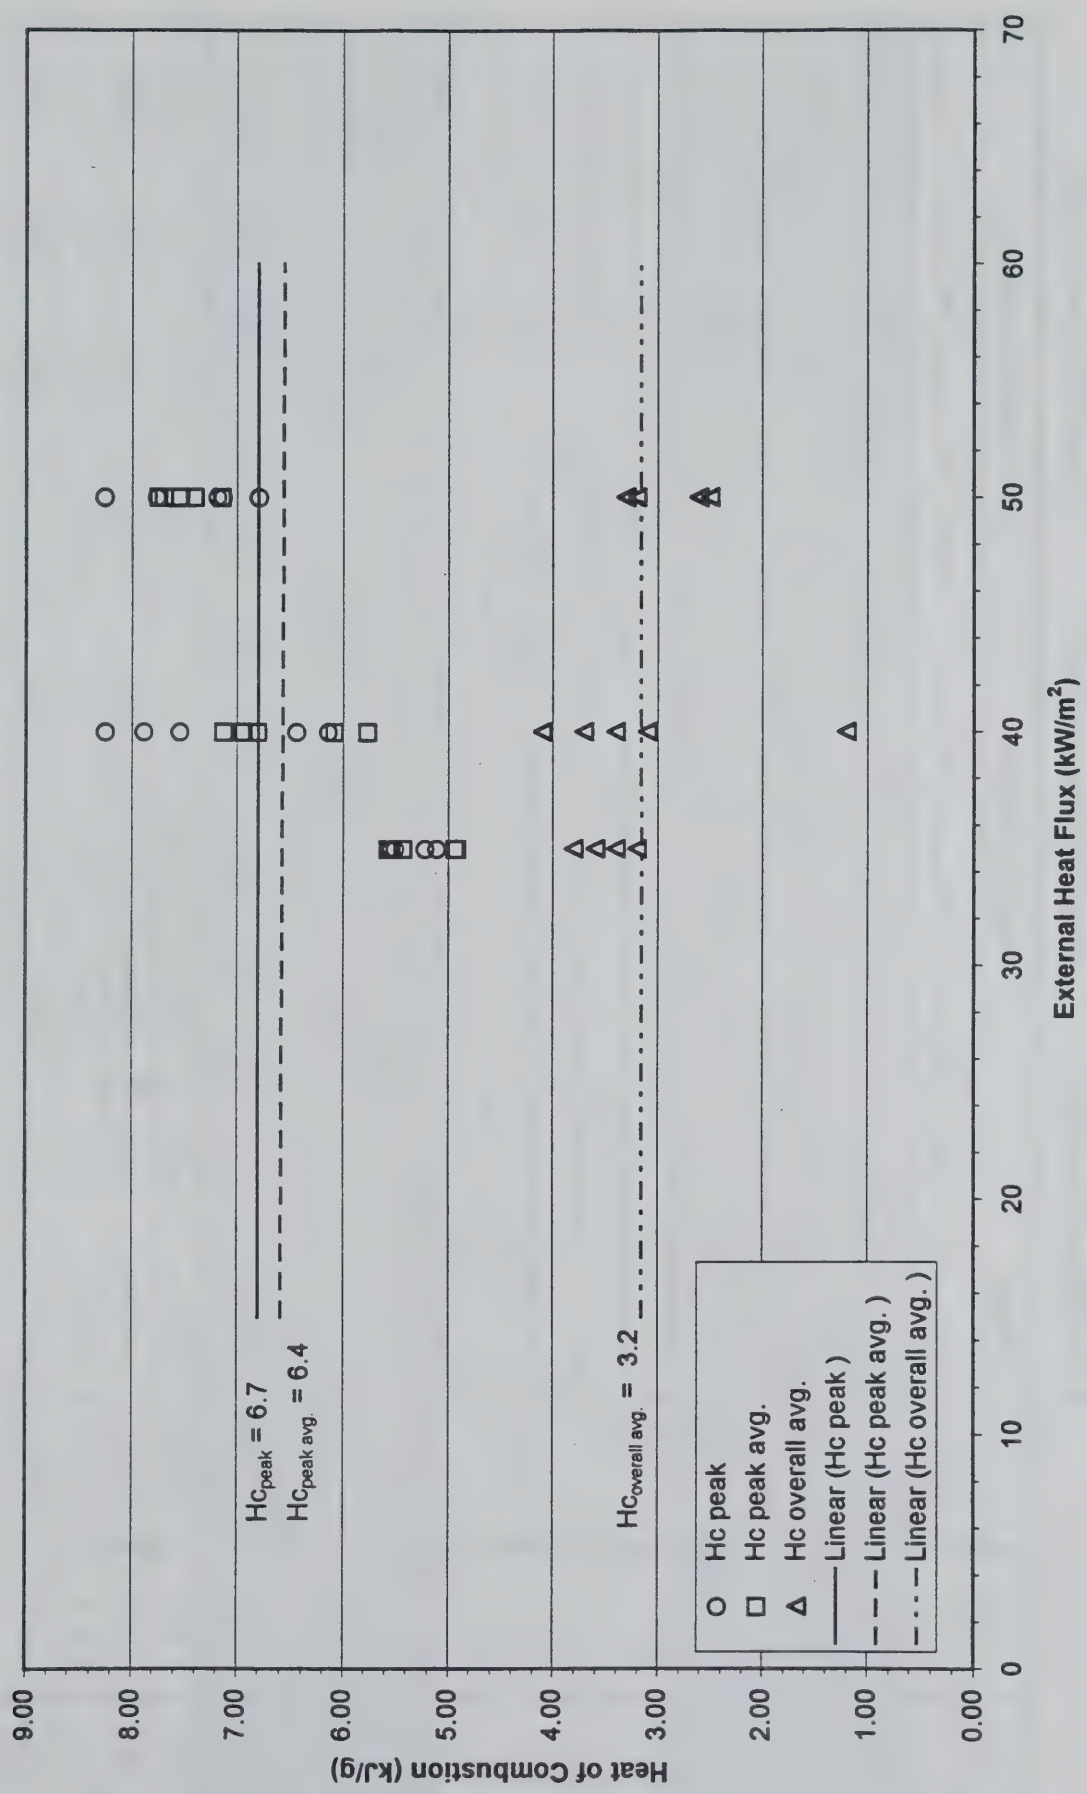 Heat of Combustion (kJ/g)
9.00
8.00
7.00
6.00
5.00
4.00
3.00
2.00
1.00
0.00
Hc_peak = 6.7
Hc_peak avg. = 6.4
Hc_overall avg. = 3.2
Hc peak
Hc peak avg.
Hc overall avg.
Linear (Hc peak )
Linear (Hc peak avg. )
Linear (Hc overall avg. )
0 10 20 30 40 50 60 70
External Heat Flux (kW/m²)